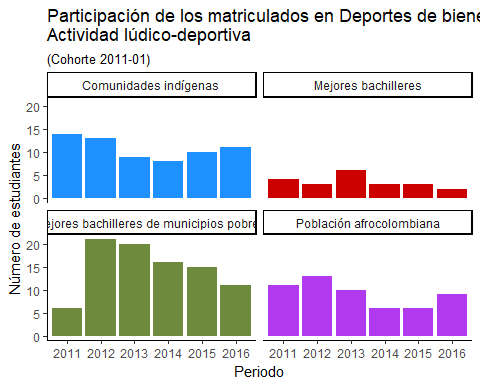 Participación de los matriculados en Deportes de biene
Actividad lúdico-deportiva
(Cohorte 2011-01)
Comunidades indígenas
Mejores bachilleres
20
15
10
5
0
ejores bachilleres de municipios pobre
Población afrocolombiana
20
15
10
5
0
Número de estudiantes
2011 2012 2013 2014 2015 2016
2011 2012 2013 2014 2015 2016
Periodo